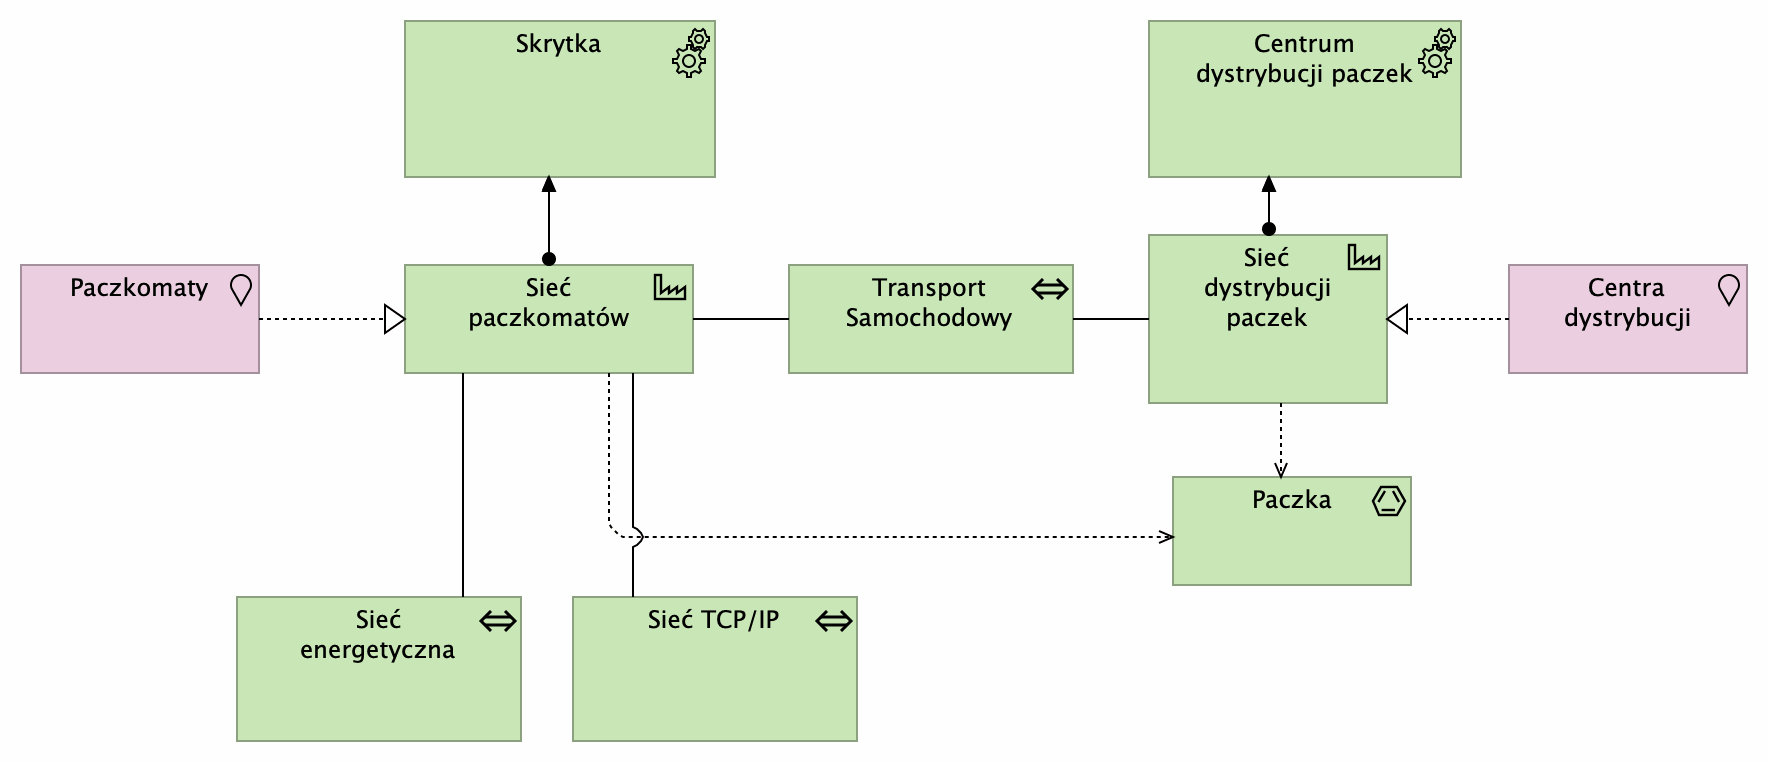 Skrytka
Centrum
dystrybucji paczek
Paczkomaty
Sieć
paczkomatów
Transport
Samochodowy
Sieć
dystrybucji
paczek
Centra
dystrybucji
Paczka
Sieć
energetyczna
Sieć TCP/IP